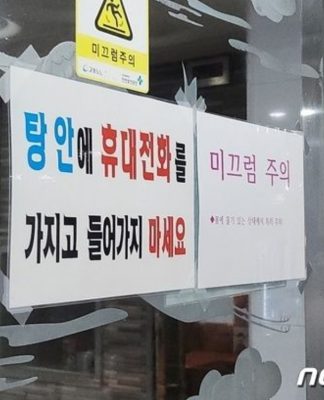 미끄럼주의
탕 안에 휴대전화를
가지고 들어가지 마세요
미끄럼 주의